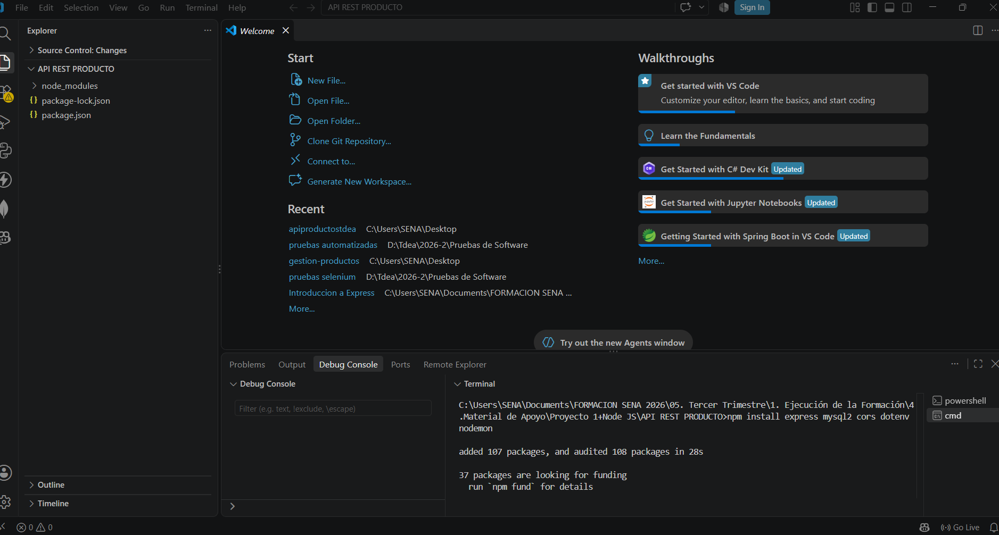 File Edit Selection View Go Run Terminal Help
API REST PRODUCTO
Sign In
Explorer
Source Control: Changes
API REST PRODUCTO
node_modules
package-lock.json
package.json
Outline
Timeline
Welcome
Start
New File...
Open File...
Open Folder...
Clone Git Repository...
Connect to...
Generate New Workspace...
Recent
apiproductostdea C:\Users\SENA\Desktop
pruebas automatizadas D:\Tdea\2026-2\Pruebas de Software
gestion-productos C:\Users\SENA\Desktop
pruebas selenium D:\Tdea\2026-2\Pruebas de Software
Introduccion a Express C:\Users\SENA\Documents\FORMACION SENA ...
More...
Walkthroughs
Get started with VS Code
Customize your editor, learn the basics, and start coding
Learn the Fundamentals
Get Started with C# Dev Kit Updated
Get Started with Jupyter Notebooks Updated
Getting Started with Spring Boot in VS Code Updated
More...
Try out the new Agents window
Problems Output Debug Console Ports Remote Explorer
Debug Console
Filter (e.g. text, !exclude, \escape)
Terminal
C:\Users\SENA\Documents\FORMACION SENA 2026\05. Tercer Trimestre\1. Ejecución de la Formación\4
.Material de Apoyo\Proyecto 1+Node JS\API REST PRODUCTO>npm install express mysql2 cors dotenv
nodemon
added 107 packages, and audited 108 packages in 28s
37 packages are looking for funding
run `npm fund` for details
powershell
cmd
0 0
Go Live